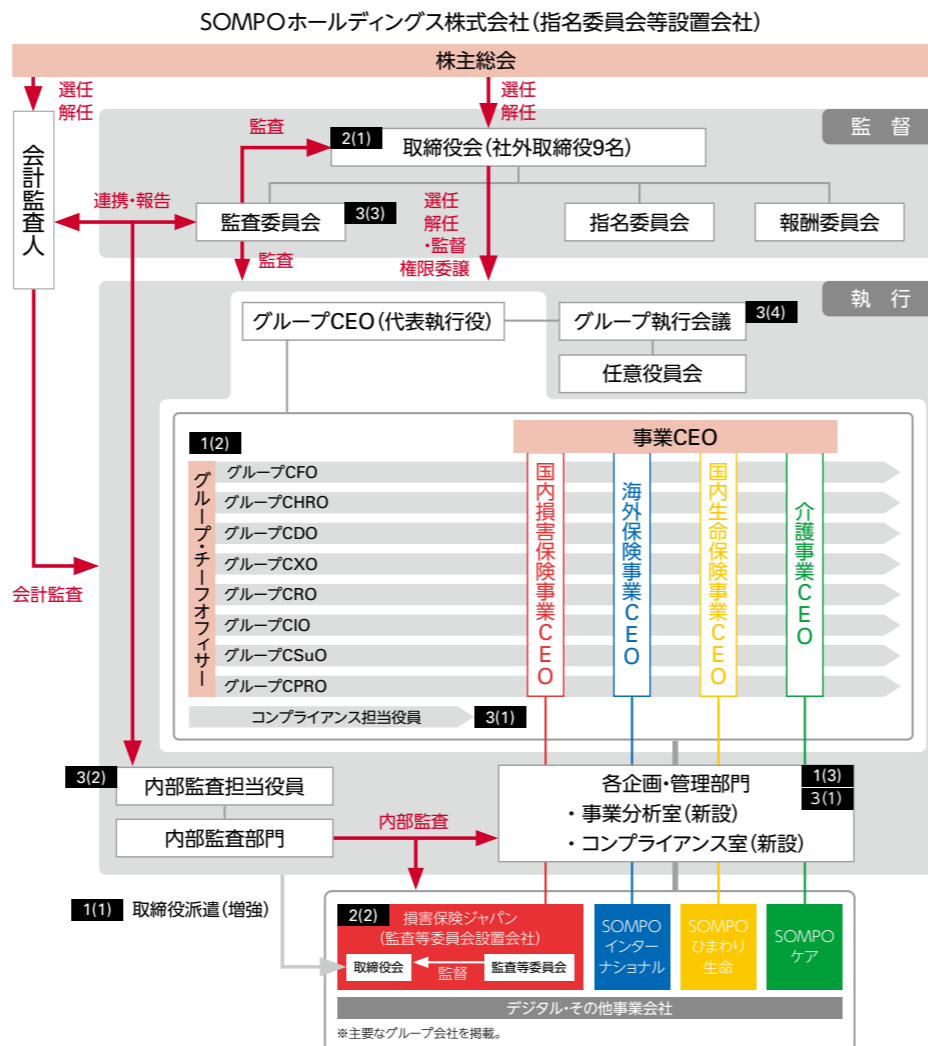 SOMPOホールディングス株式会社(指名委員会等設置会社)
株主総会
選任
解任
選任
解任
監 督
会計監査人
監査
2(1)
取締役会(社外取締役9名)
連携・報告
監査委員会
3(3)
選任
解任
・監督
権限委譲
指名委員会
報酬委員会
監査
執 行
グループCEO(代表執行役)
グループ執行会議
3(4)
任意役員会
1(2)
事業CEO
グループ・チーフオフィサー
グループCFO
グループCHRO
グループCDO
グループCXO
グループCRO
グループCIO
グループCSuO
グループCPRO
国内損害保険事業CEO
海外保険事業CEO
国内生命保険事業CEO
介護事業CEO
会計監査
コンプライアンス担当役員
3(1)
3(2)
内部監査担当役員
内部監査部門
内部監査
各企画・管理部門
・事業分析室(新設)
・コンプライアンス室(新設)
1(3)
3(1)
1(1)
取締役派遣(増強)
2(2)
損害保険ジャパン
(監査等委員会設置会社)
取締役会
監督
監査等委員会
SOMPO
インター
ナショナル
SOMPO
ひまわり
生命
SOMPO
ケア
デジタル・その他事業会社
※主要なグループ会社を掲載。